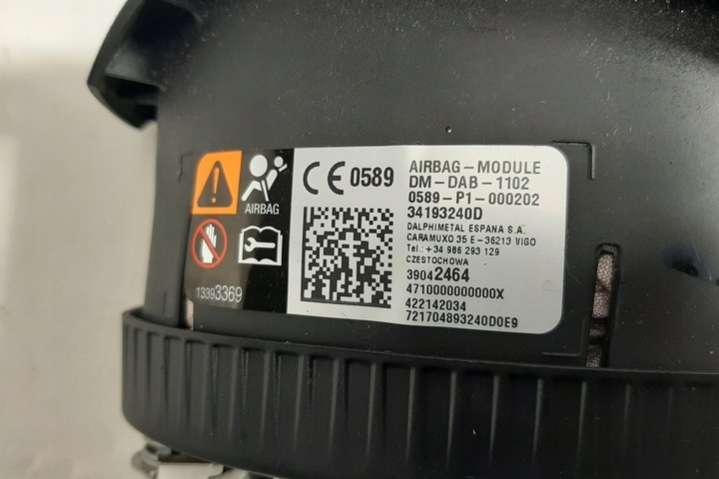 AIRBAG
13393369
CE 0589
AIRBAG-MODULE
DM-DAB-1102
0589-P1-000202
34193240D
DALPHIMETAL ESPANA S.A.
CARAMUXO 35 E - 36213 VIGO
Tel.: +34 986 293 129
CZESTOCHOWA
39042464
4710000000000X
422142034
721704893240D0E9